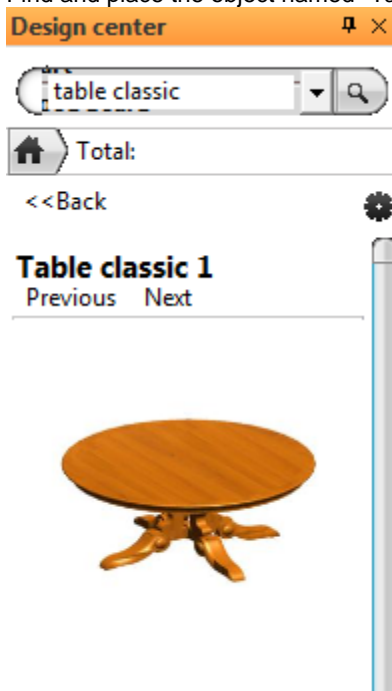 Design center
table classic
Total:
<<Back
Table classic 1
Previous Next